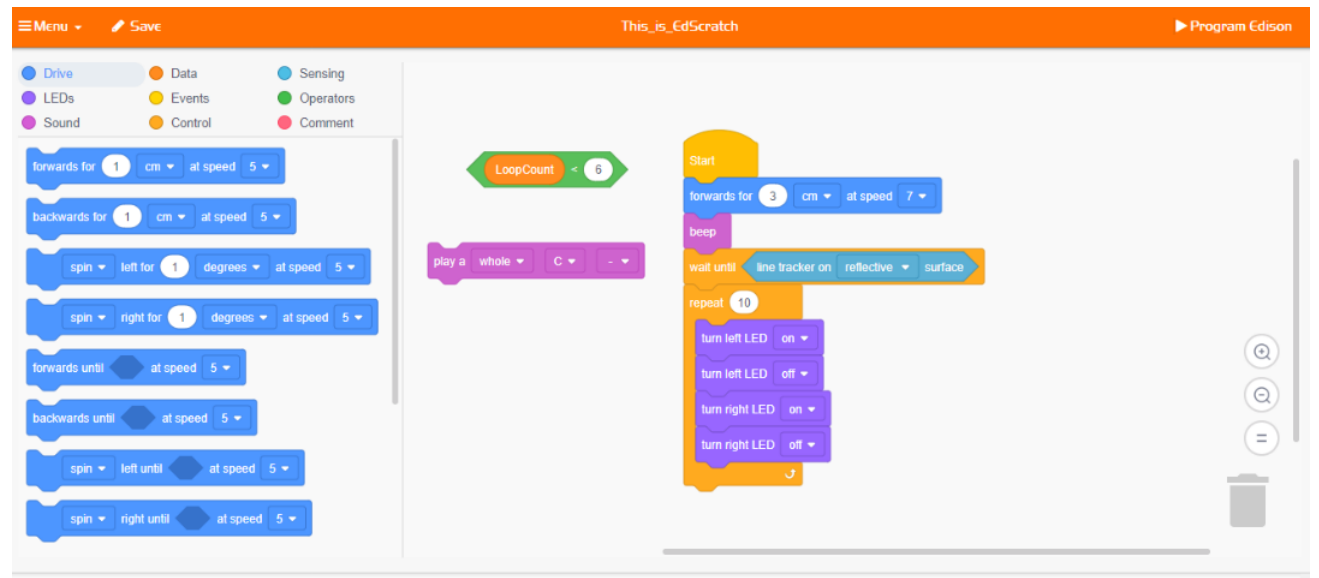 Menu Save This_is_EdScratch Program Edison
Drive Data Sensing
LEDs Events Operators
Sound Control Comment
forwards for 1 cm at speed 5
backwards for 1 cm at speed 5
spin left for 1 degrees at speed 5
spin right for 1 degrees at speed 5
forwards until at speed 5
backwards until at speed 5
spin left until at speed 5
spin right until at speed 5
LoopCount < 6
play a whole C -
Start
forwards for 3 cm at speed 7
beep
wait until line tracker on reflective surface
repeat 10
turn left LED on
turn left LED off
turn right LED on
turn right LED off